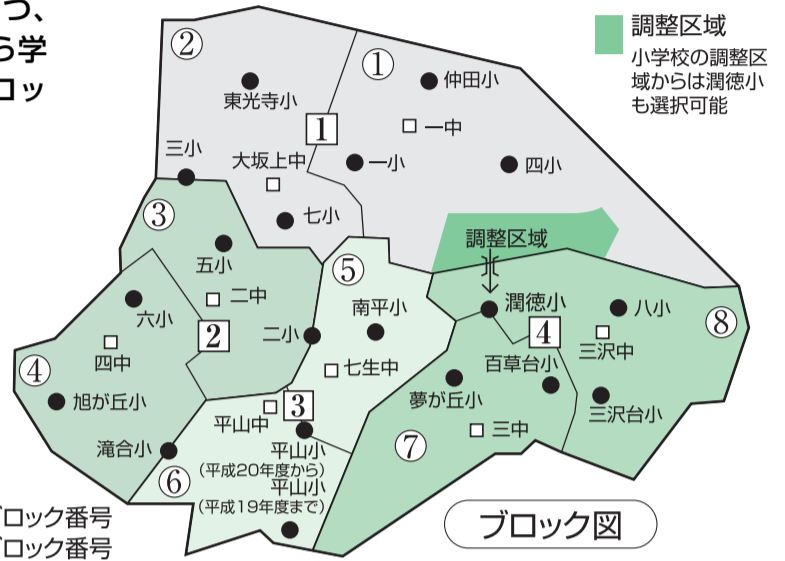 つ、
ら学
ロッ
調整区域
小学校の調整区
域からは潤徳小
も選択可能
②
①
仲田小
東光寺小
一中
1
三小
大坂上中
一小
四小
七小
③
調整区域
五小
⑤
二中
潤徳小
八小
⑧
六小
南平小
2
二小
4
四中
三沢中
④
七生中
百草台小
旭が丘小
夢が丘小
3
平山中
三沢台小
三中
滝合小
平山小
(平成20年度から)
⑦
⑥
平山小
(平成19年度まで)
ブロック番号
ブロック番号
ブロック図